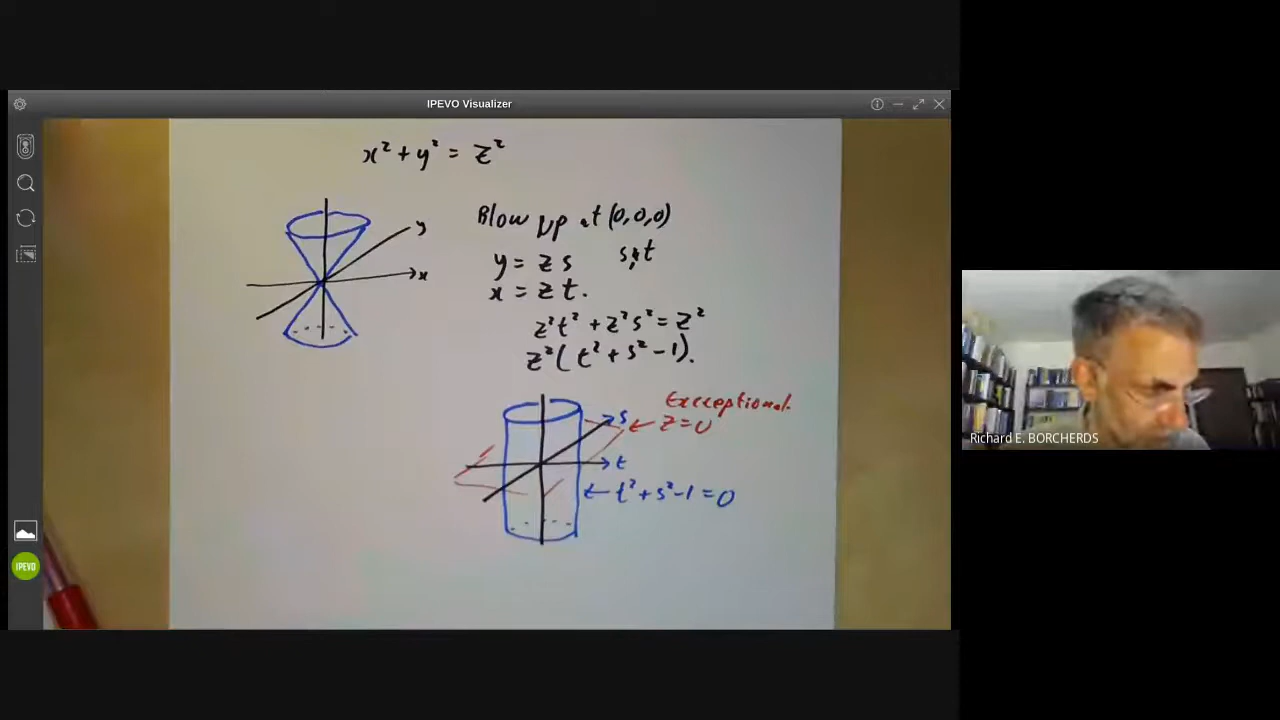 IPEVO Visualizer
x² + y² = z²
Blow up at (0,0,0)
y = z s s,t
x = z t.
z²t² + z²s² = z²
z²(t² + s² - 1).
y
x
Exceptional.
z = 0
s
t
t² + s² - 1 = 0
Richard E. BORCHERDS
IPEVO